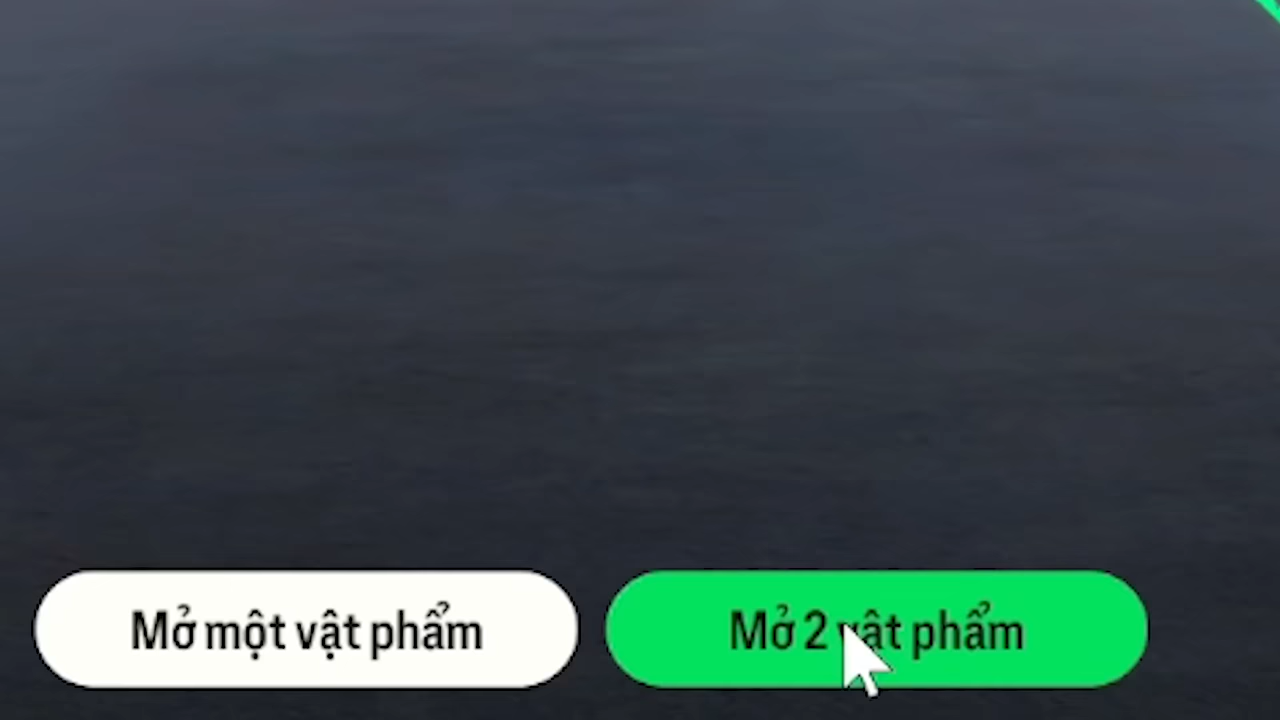 Mở một vật phẩm
Mở 2 vật phẩm